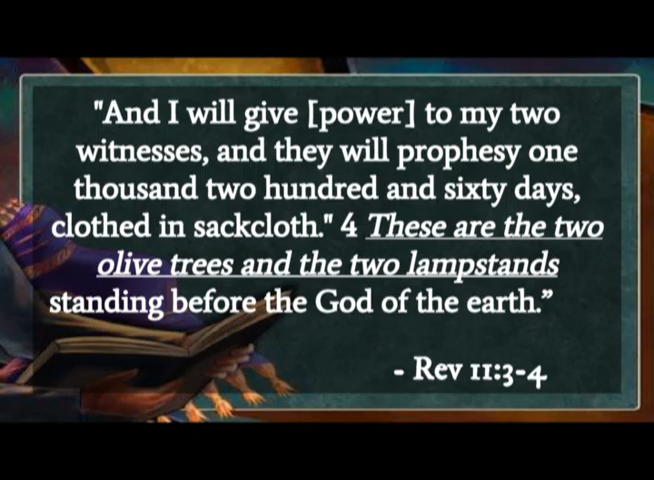 "And I will give [power] to my two
witnesses, and they will prophesy one
thousand two hundred and sixty days,
clothed in sackcloth." 4 These are the two
olive trees and the two lampstands
standing before the God of the earth.”
- Rev 11:3-4